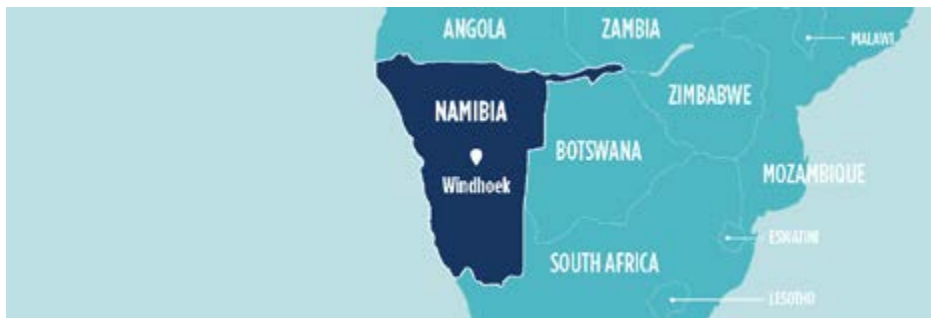 ANGOLA
ZAMBIA
MALAWI
ZIMBABWE
NAMIBIA
BOTSWANA
MOZAMBIQUE
Windhoek
ESWATINI
SOUTH AFRICA
LESOTHO